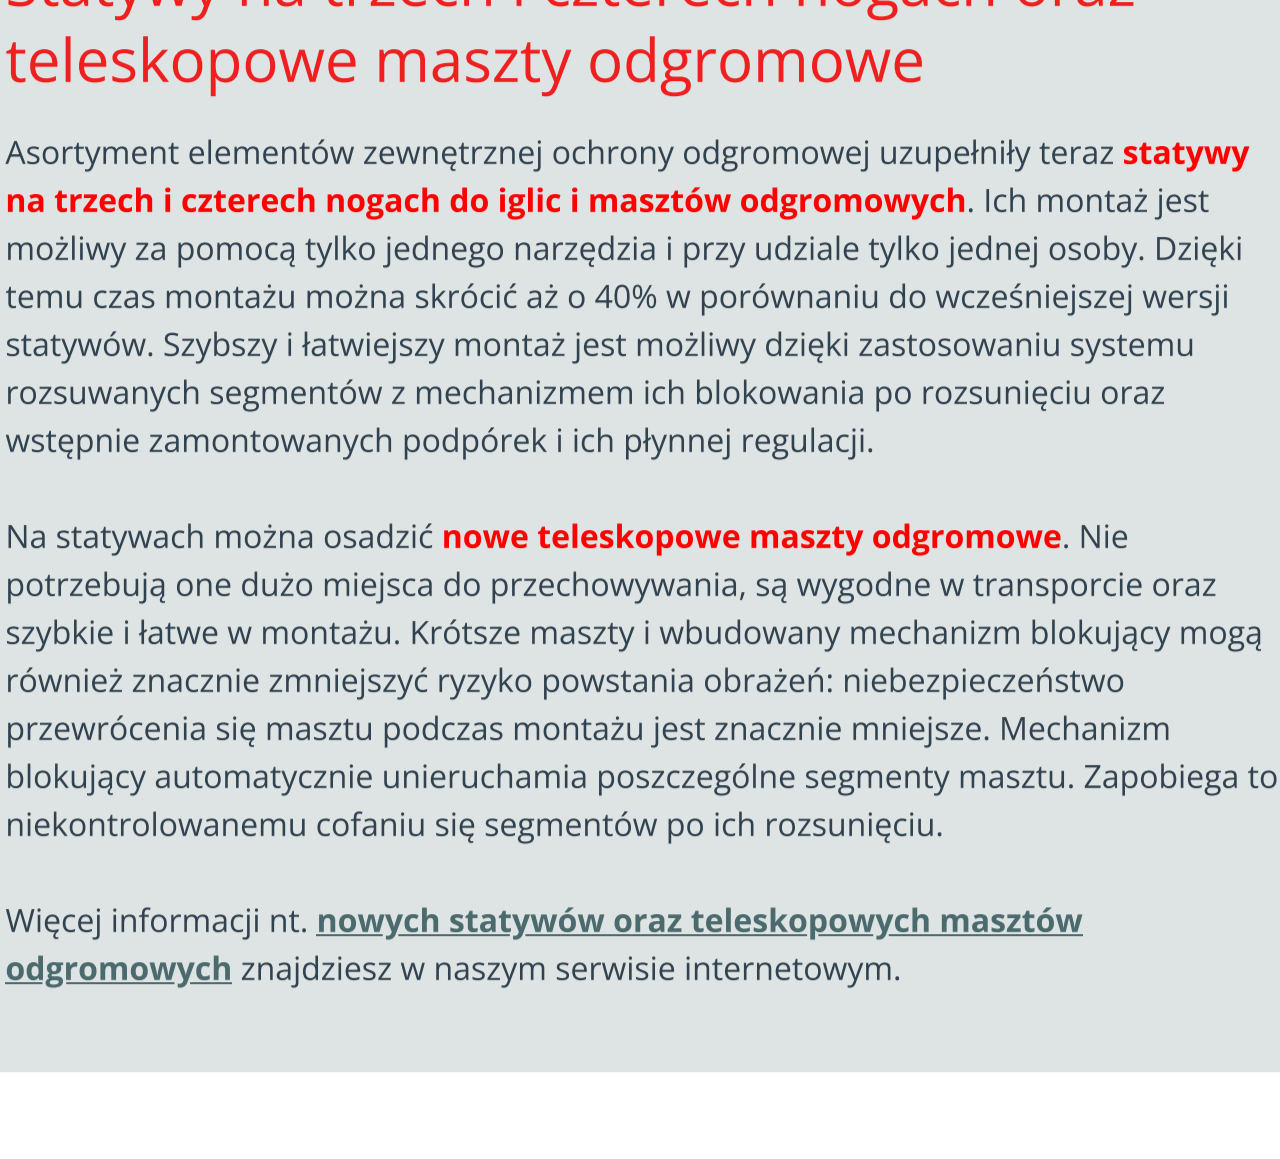 Statywy na trzech i czterech nogach oraz
teleskopowe maszty odgromowe
Asortyment elementów zewnętrznej ochrony odgromowej uzupełniły teraz statywy
na trzech i czterech nogach do iglic i masztów odgromowych. Ich montaż jest
możliwy za pomocą tylko jednego narzędzia i przy udziale tylko jednej osoby. Dzięki
temu czas montażu można skrócić aż o 40% w porównaniu do wcześniejszej wersji
statywów. Szybszy i łatwiejszy montaż jest możliwy dzięki zastosowaniu systemu
rozsuwanych segmentów z mechanizmem ich blokowania po rozsunięciu oraz
wstępnie zamontowanych podpórek i ich płynnej regulacji.
Na statywach można osadzić nowe teleskopowe maszty odgromowe. Nie
potrzebują one dużo miejsca do przechowywania, są wygodne w transporcie oraz
szybkie i łatwe w montażu. Krótsze maszty i wbudowany mechanizm blokujący mogą
również znacznie zmniejszyć ryzyko powstania obrażeń: niebezpieczeństwo
przewrócenia się masztu podczas montażu jest znacznie mniejsze. Mechanizm
blokujący automatycznie unieruchamia poszczególne segmenty masztu. Zapobiega to
niekontrolowanemu cofaniu się segmentów po ich rozsunięciu.
Więcej informacji nt. nowych statywów oraz teleskopowych masztów
odgromowych znajdziesz w naszym serwisie internetowym.